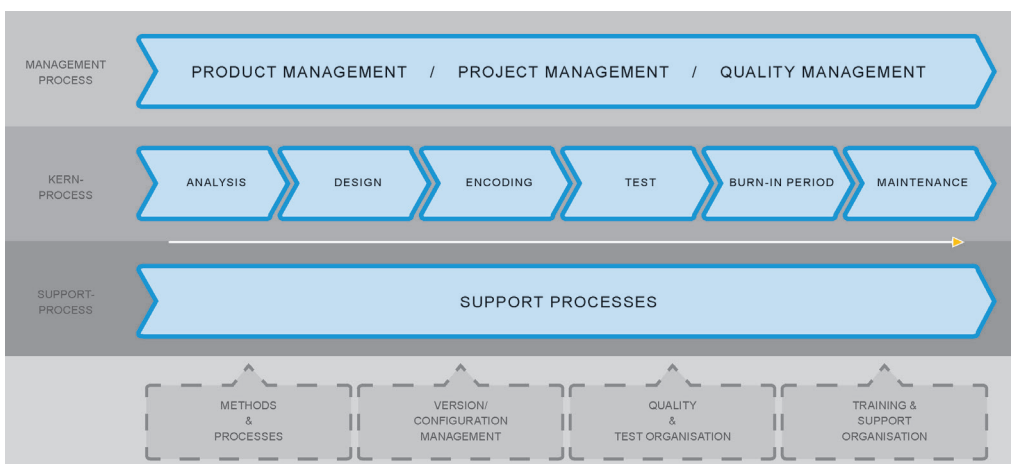 MANAGEMENT
PROCESS
PRODUCT MANAGEMENT / PROJECT MANAGEMENT / QUALITY MANAGEMENT
KERN-
PROCESS
ANALYSIS
DESIGN
ENCODING
TEST
BURN-IN PERIOD
MAINTENANCE
SUPPORT-
PROCESS
SUPPORT PROCESSES
METHODS
&
PROCESSES
VERSION/
CONFIGURATION
MANAGEMENT
QUALITY
&
TEST ORGANISATION
TRAINING &
SUPPORT
ORGANISATION